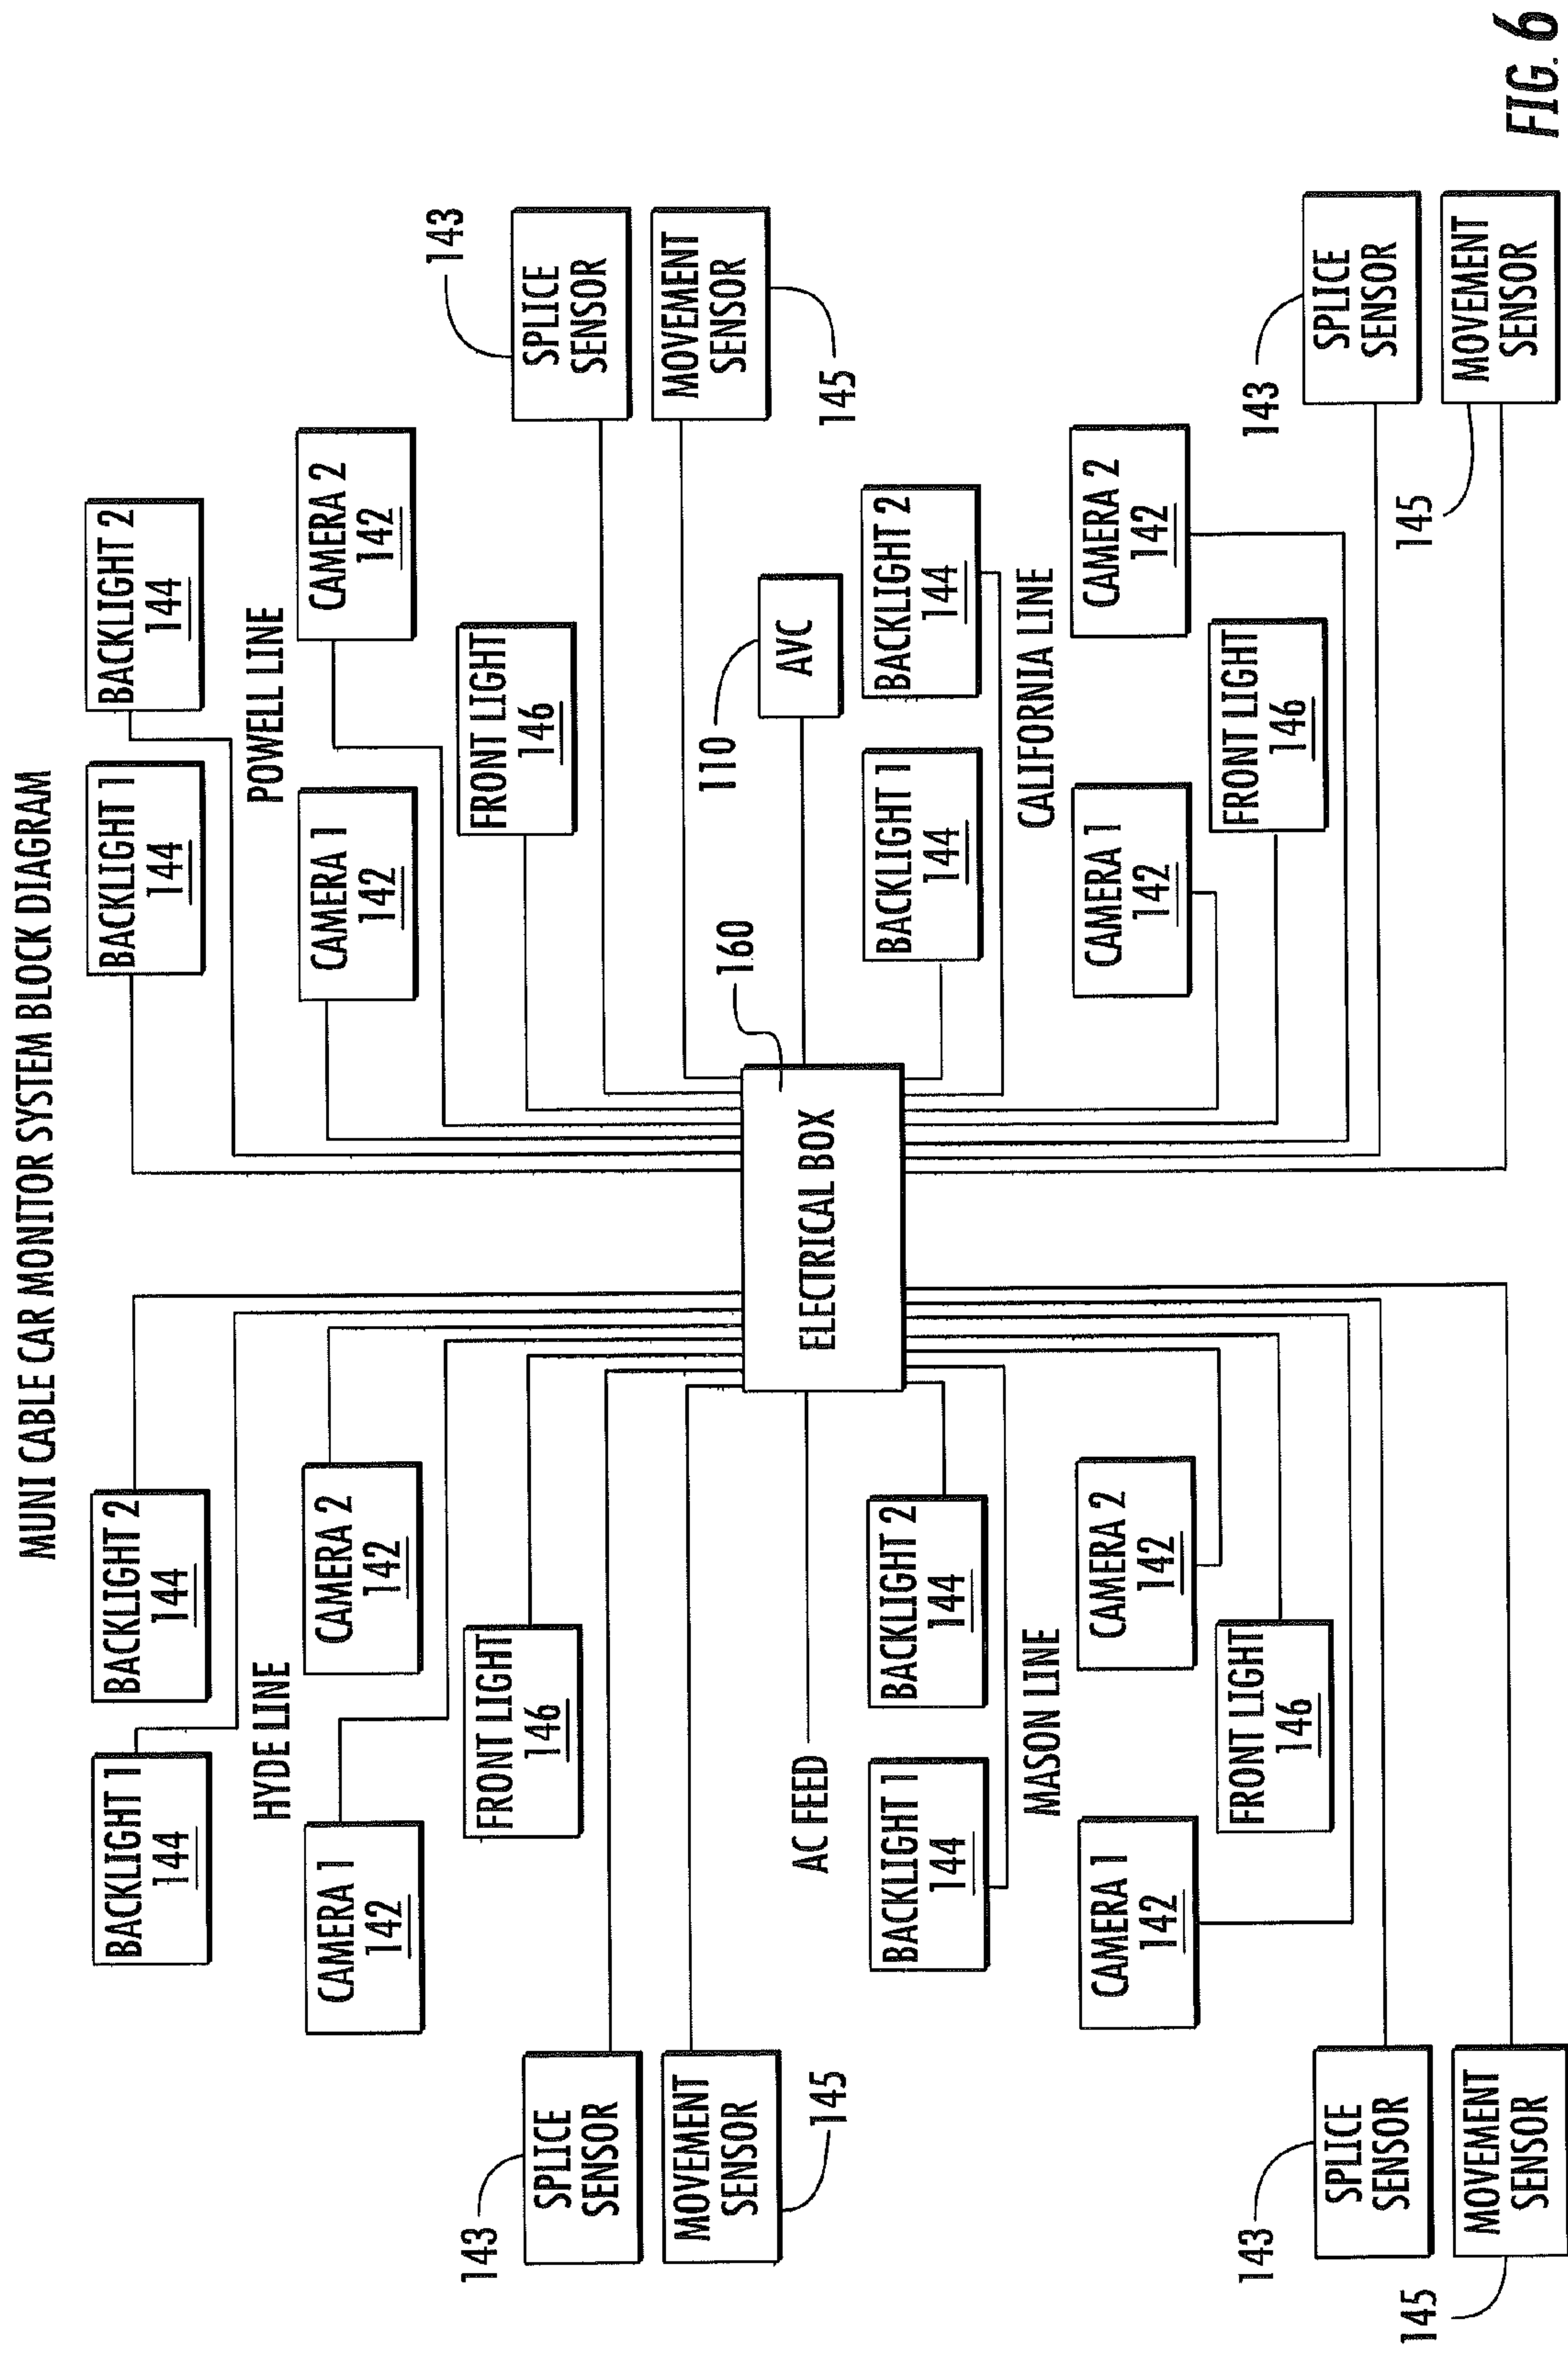 MUNI CABLE CAR MONITOR SYSTEM BLOCK DIAGRAM
BACKLIGHT 1
144
BACKLIGHT 2
144
HYDE LINE
CAMERA 1
142
CAMERA 2
142
FRONT LIGHT
146
143
SPLICE
SENSOR
MOVEMENT
SENSOR
145
BACKLIGHT 1
144
BACKLIGHT 2
144
POWELL LINE
CAMERA 1
142
CAMERA 2
142
FRONT LIGHT
146
143
SPLICE
SENSOR
MOVEMENT
SENSOR
145
AC FEED
ELECTRICAL BOX
160
110
AVC
BACKLIGHT 1
144
BACKLIGHT 2
144
MASON LINE
CAMERA 1
142
CAMERA 2
142
FRONT LIGHT
146
143
SPLICE
SENSOR
145
MOVEMENT
SENSOR
BACKLIGHT 1
144
BACKLIGHT 2
144
CALIFORNIA LINE
CAMERA 1
142
CAMERA 2
142
FRONT LIGHT
146
143
SPLICE
SENSOR
145
MOVEMENT
SENSOR
FIG. 6